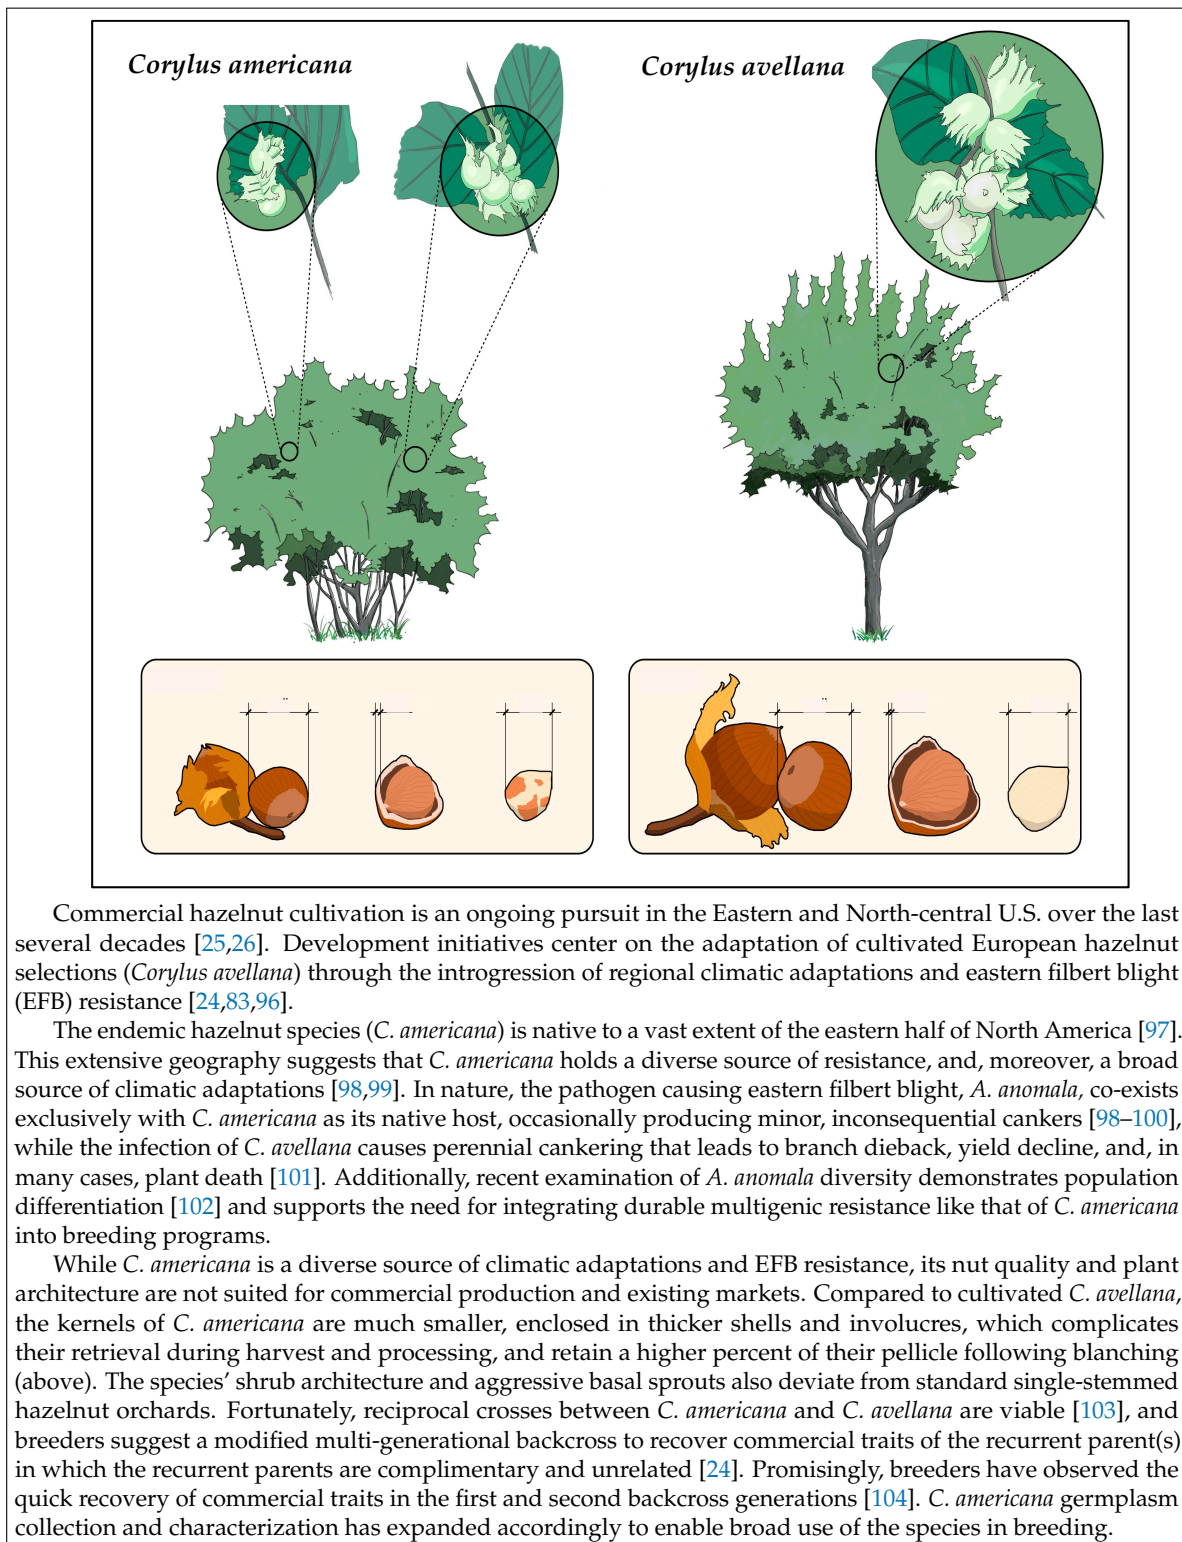 Corylus americana
Corylus avellana
Commercial hazelnut cultivation is an ongoing pursuit in the Eastern and North-central U.S. over the last
several decades [25,26]. Development initiatives center on the adaptation of cultivated European hazelnut
selections (Corylus avellana) through the introgression of regional climatic adaptations and eastern filbert blight
(EFB) resistance [24,83,96].
The endemic hazelnut species (C. americana) is native to a vast extent of the eastern half of North America [97].
This extensive geography suggests that C. americana holds a diverse source of resistance, and, moreover, a broad
source of climatic adaptations [98,99]. In nature, the pathogen causing eastern filbert blight, A. anomala, co-exists
exclusively with C. americana as its native host, occasionally producing minor, inconsequential cankers [98–100],
while the infection of C. avellana causes perennial cankering that leads to branch dieback, yield decline, and, in
many cases, plant death [101]. Additionally, recent examination of A. anomala diversity demonstrates population
differentiation [102] and supports the need for integrating durable multigenic resistance like that of C. americana
into breeding programs.
While C. americana is a diverse source of climatic adaptations and EFB resistance, its nut quality and plant
architecture are not suited for commercial production and existing markets. Compared to cultivated C. avellana,
the kernels of C. americana are much smaller, enclosed in thicker shells and involucres, which complicates
their retrieval during harvest and processing, and retain a higher percent of their pellicle following blanching
(above). The species' shrub architecture and aggressive basal sprouts also deviate from standard single-stemmed
hazelnut orchards. Fortunately, reciprocal crosses between C. americana and C. avellana are viable [103], and
breeders suggest a modified multi-generational backcross to recover commercial traits of the recurrent parent(s)
in which the recurrent parents are complimentary and unrelated [24]. Promisingly, breeders have observed the
quick recovery of commercial traits in the first and second backcross generations [104]. C. americana germplasm
collection and characterization has expanded accordingly to enable broad use of the species in breeding.